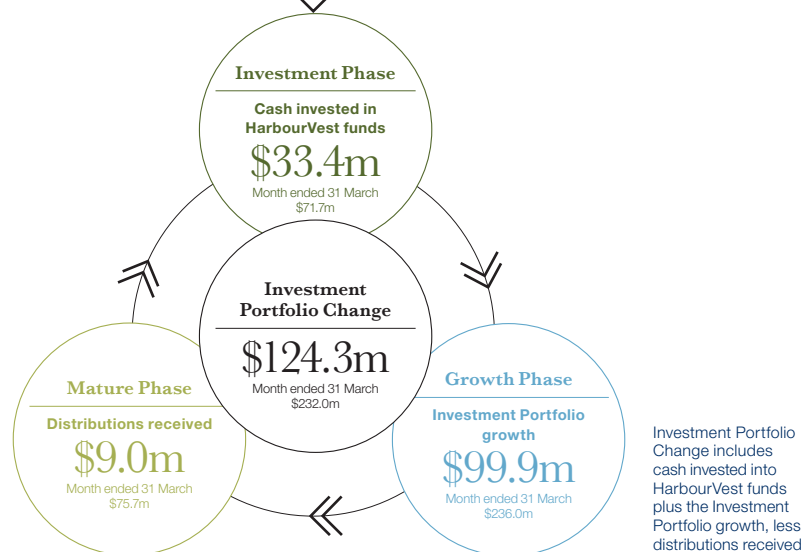 Investment Phase
Cash invested in
HarbourVest funds
$33.4m
Month ended 31 March
$71.7m
Investment
Portfolio Change
$124.3m
Month ended 31 March
$232.0m
Mature Phase
Distributions received
$9.0m
Month ended 31 March
$75.7m
Growth Phase
Investment Portfolio
growth
$99.9m
Month ended 31 March
$236.0m
Investment Portfolio
Change includes
cash invested into
HarbourVest funds
plus the Investment
Portfolio growth, less
distributions received